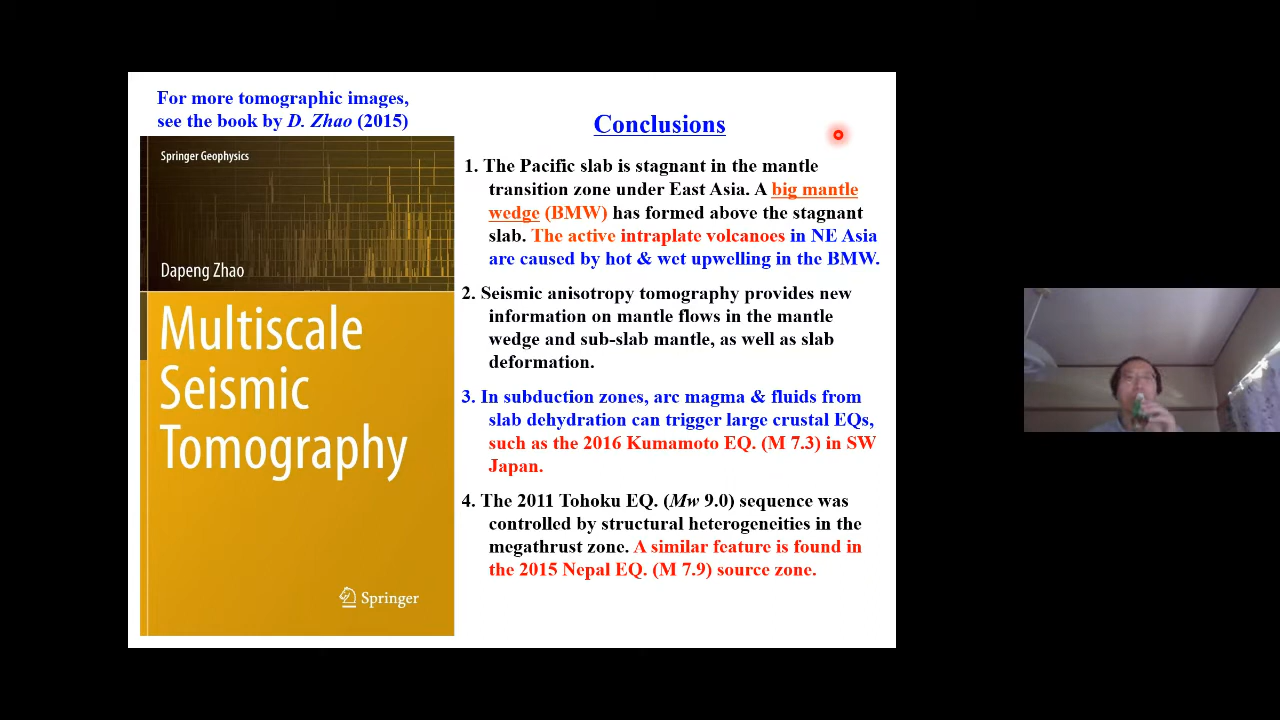 For more tomographic images,
see the book by D. Zhao (2015)
Springer Geophysics
Dapeng Zhao
Multiscale
Seismic
Tomography
Springer
Conclusions
1. The Pacific slab is stagnant in the mantle
transition zone under East Asia. A big mantle
wedge (BMW) has formed above the stagnant
slab. The active intraplate volcanoes in NE Asia
are caused by hot & wet upwelling in the BMW.
2. Seismic anisotropy tomography provides new
information on mantle flows in the mantle
wedge and sub-slab mantle, as well as slab
deformation.
3. In subduction zones, arc magma & fluids from
slab dehydration can trigger large crustal EQs,
such as the 2016 Kumamoto EQ. (M 7.3) in SW
Japan.
4. The 2011 Tohoku EQ. (Mw 9.0) sequence was
controlled by structural heterogeneities in the
megathrust zone. A similar feature is found in
the 2015 Nepal EQ. (M 7.9) source zone.